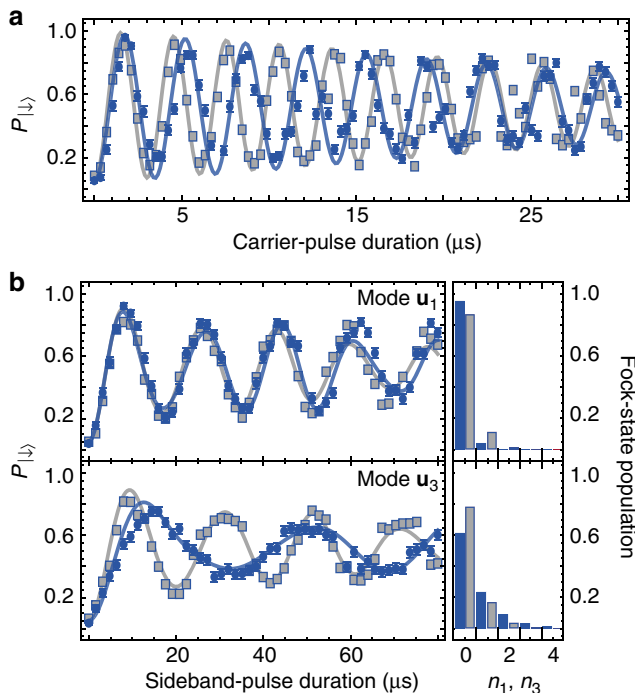 a
1.0
0.6
0.2
P|↓⟩
5
15
25
Carrier-pulse duration (μs)
b
Mode u1
1.0
0.6
0.2
1.0
0.6
0.2
P|↓⟩
Mode u3
1.0
0.6
0.2
1.0
0.6
0.2
Fock-state population
20
40
60
80
0
2
4
Sideband-pulse duration (μs)
n1, n3